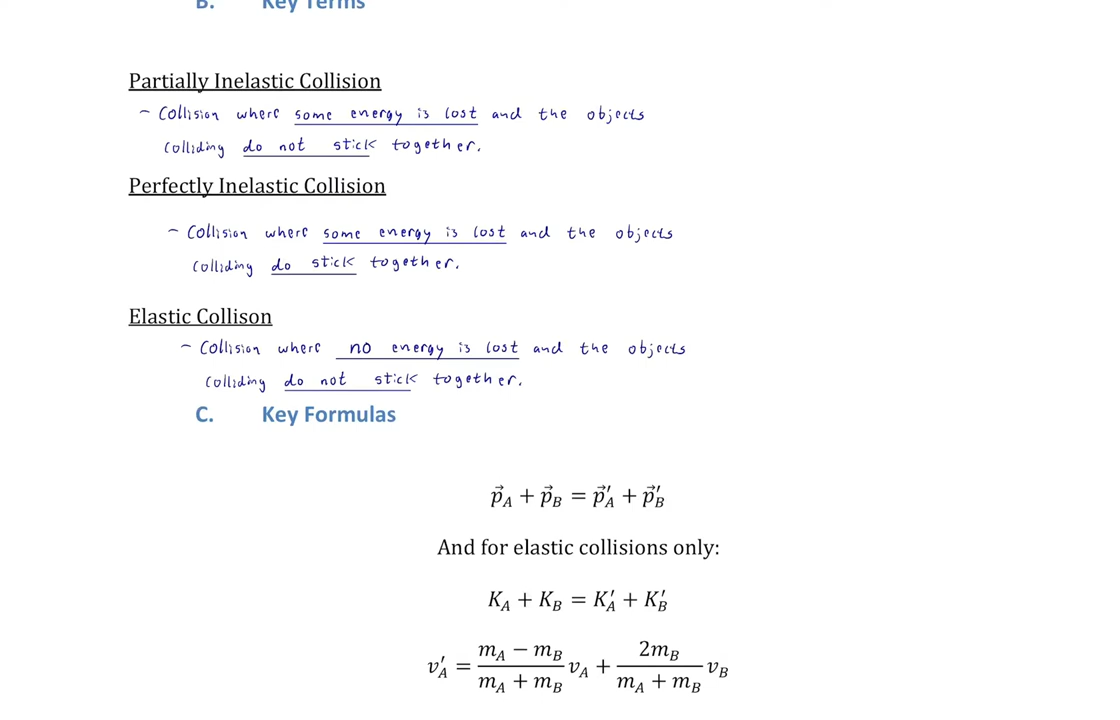 B. Key Terms
Partially Inelastic Collision
- Collision where some energy is lost and the objects
colliding do not stick together.
Perfectly Inelastic Collision
- Collision where some energy is lost and the objects
colliding do stick together.
Elastic Collison
- Collision where no energy is lost and the objects
colliding do not stick together.
C. Key Formulas
p⃗_A + p⃗_B = p⃗′_A + p⃗′_B
And for elastic collisions only:
K_A + K_B = K′_A + K′_B
v′_A = (m_A − m_B)/(m_A + m_B) v_A + (2m_B)/(m_A + m_B) v_B